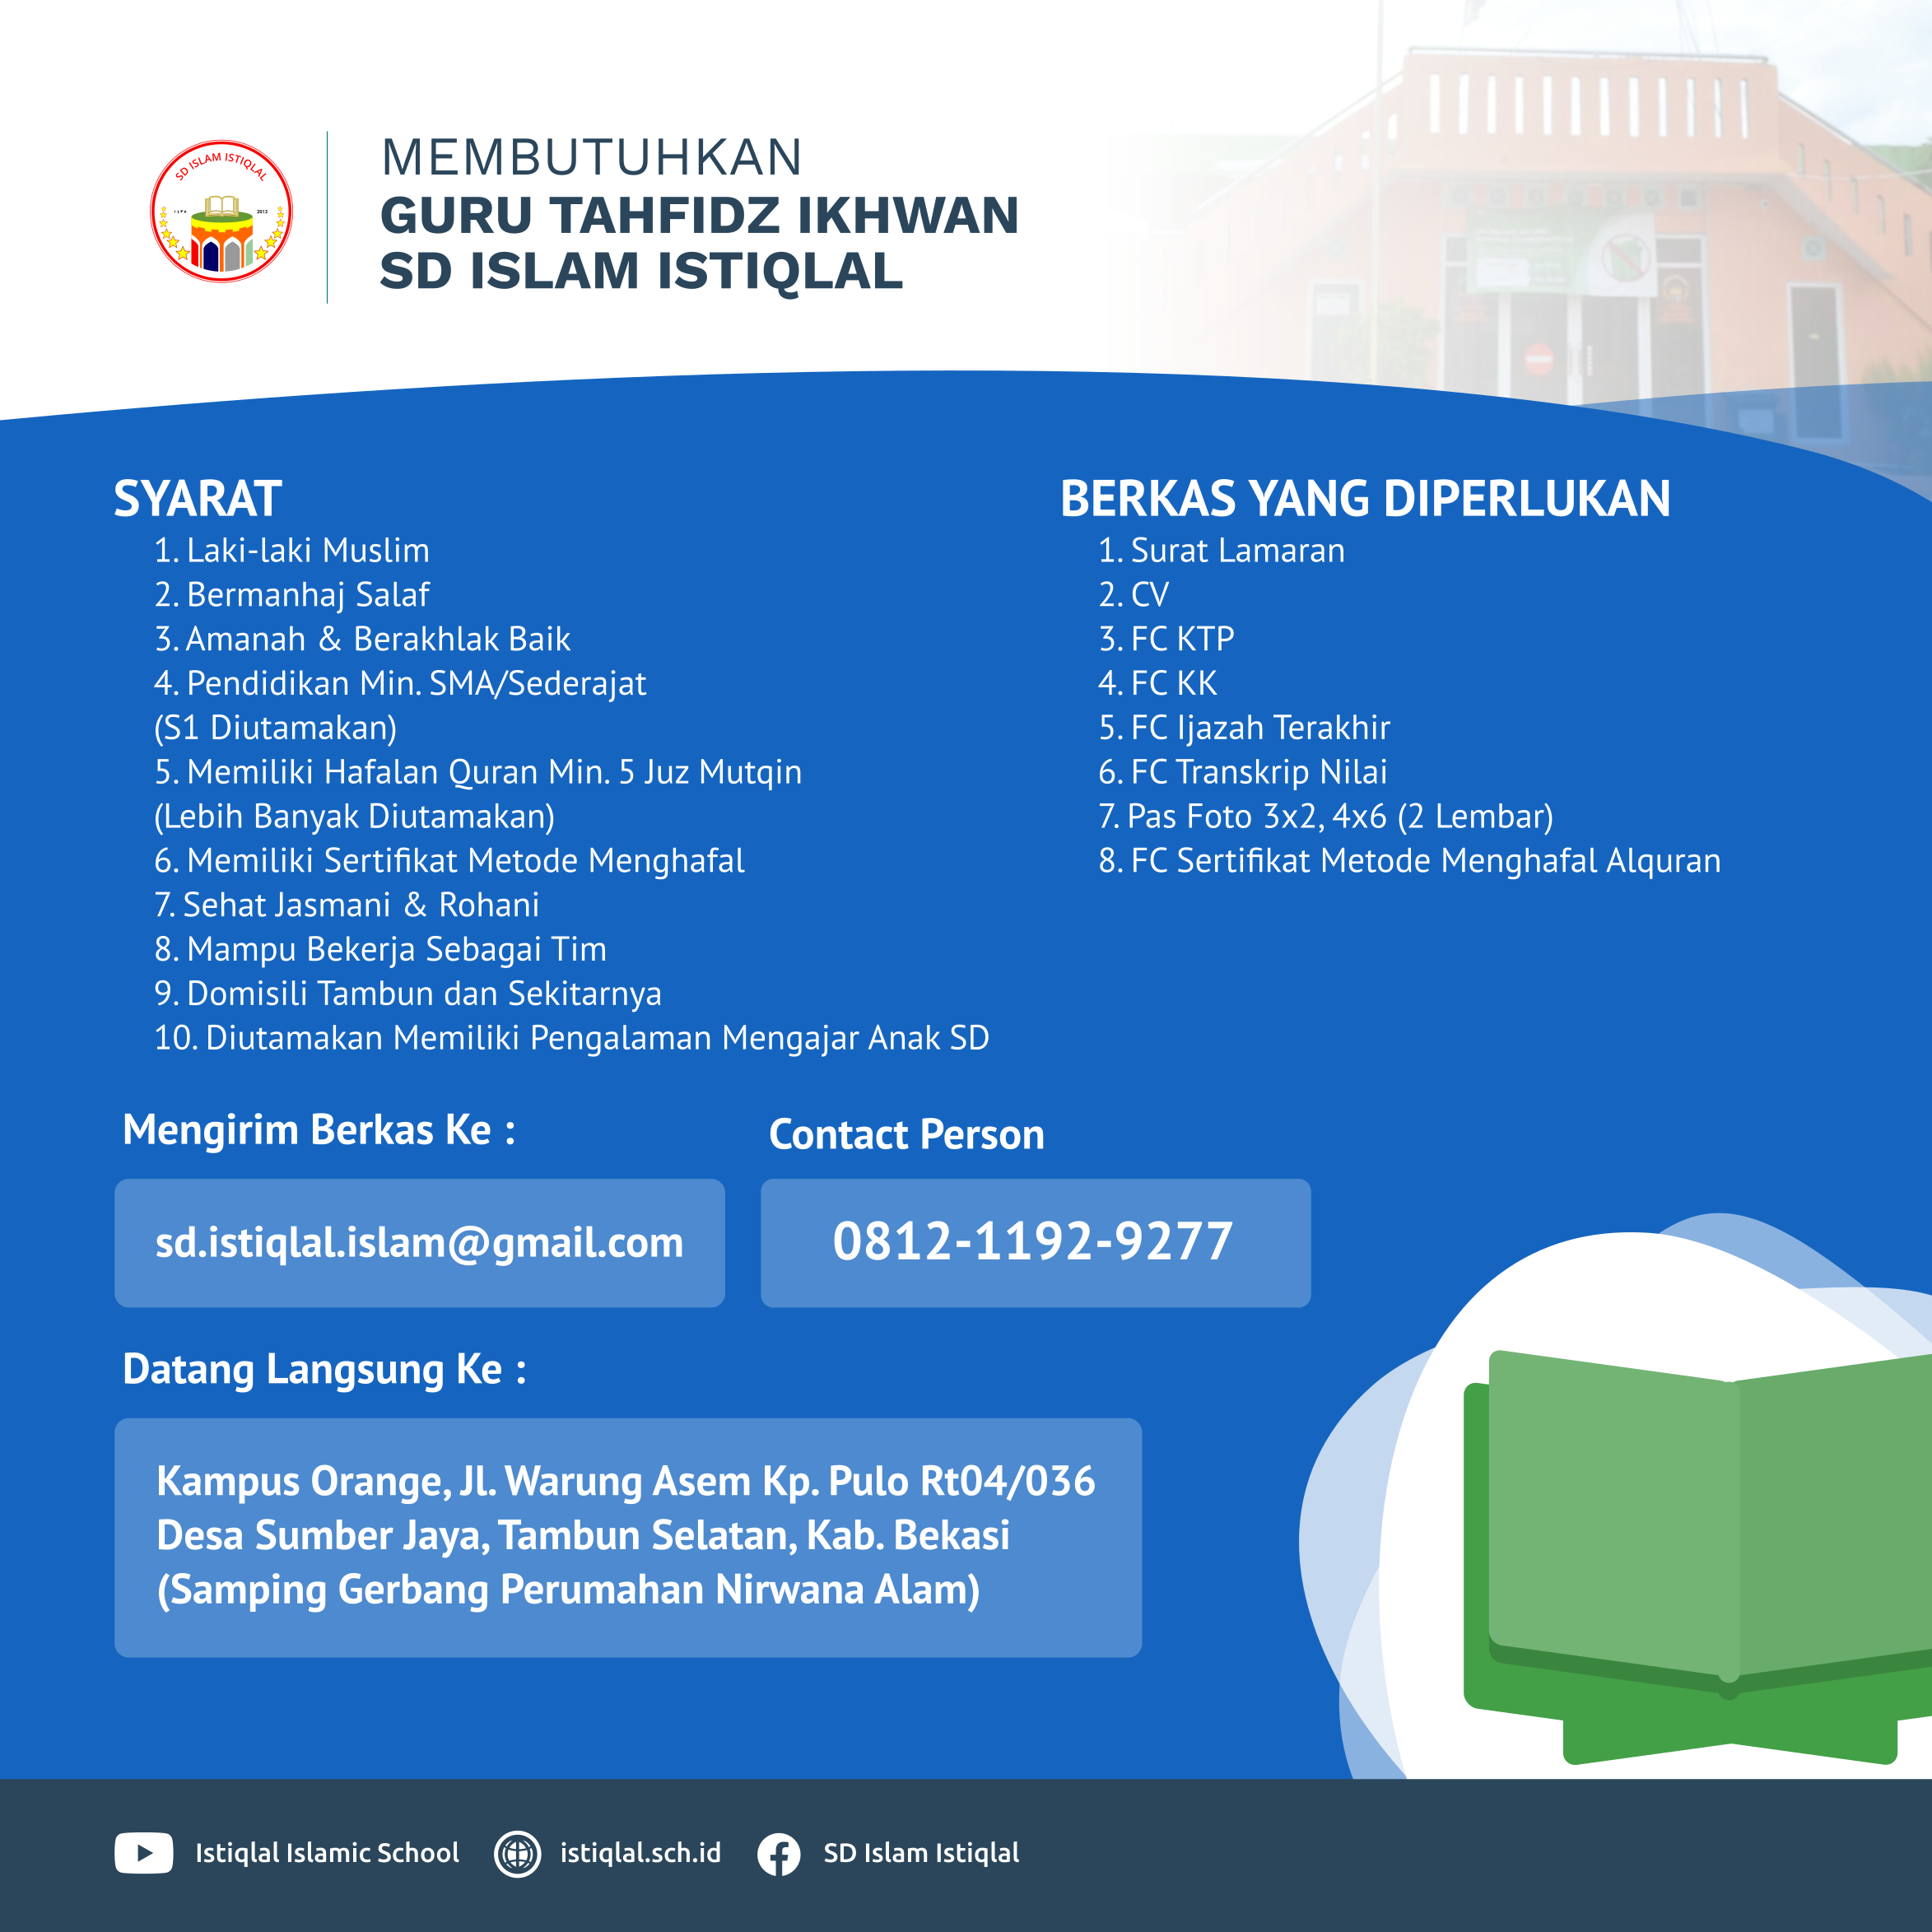 SD ISLAM ISTIQLAL
2013
MEMBUTUHKAN
GURU TAHFIDZ IKHWAN
SD ISLAM ISTIQLAL
SYARAT
1. Laki-laki Muslim
2. Bermanhaj Salaf
3. Amanah & Berakhlak Baik
4. Pendidikan Min. SMA/Sederajat
(S1 Diutamakan)
5. Memiliki Hafalan Quran Min. 5 Juz Mutqin
(Lebih Banyak Diutamakan)
6. Memiliki Sertifikat Metode Menghafal
7. Sehat Jasmani & Rohani
8. Mampu Bekerja Sebagai Tim
9. Domisili Tambun dan Sekitarnya
10. Diutamakan Memiliki Pengalaman Mengajar Anak SD
BERKAS YANG DIPERLUKAN
1. Surat Lamaran
2. CV
3. FC KTP
4. FC KK
5. FC Ijazah Terakhir
6. FC Transkrip Nilai
7. Pas Foto 3x2, 4x6 (2 Lembar)
8. FC Sertifikat Metode Menghafal Alquran
Mengirim Berkas Ke :
sd.istiqlal.islam@gmail.com
Contact Person
0812-1192-9277
Datang Langsung Ke :
Kampus Orange, Jl. Warung Asem Kp. Pulo Rt04/036
Desa Sumber Jaya, Tambun Selatan, Kab. Bekasi
(Samping Gerbang Perumahan Nirwana Alam)
Istiqlal Islamic School
istiqlal.sch.id
SD Islam Istiqlal